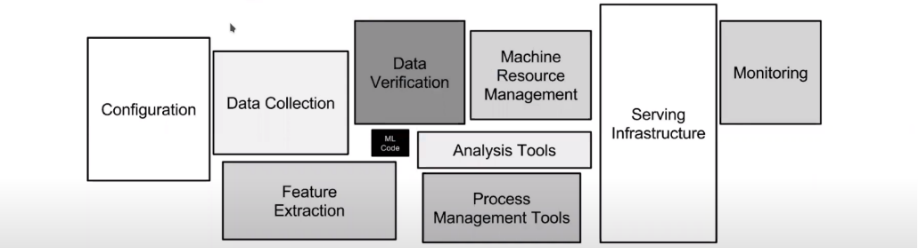 Configuration
Data Collection
Data
Verification
Machine
Resource
Management
Serving
Infrastructure
Monitoring
ML
Code
Analysis Tools
Feature
Extraction
Process
Management Tools